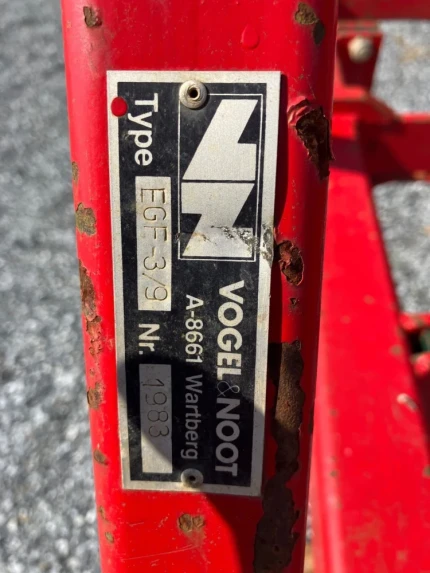 VOGEL&NOOT
A-8661 Wartberg
Type EGF-3/9 Nr. 1983